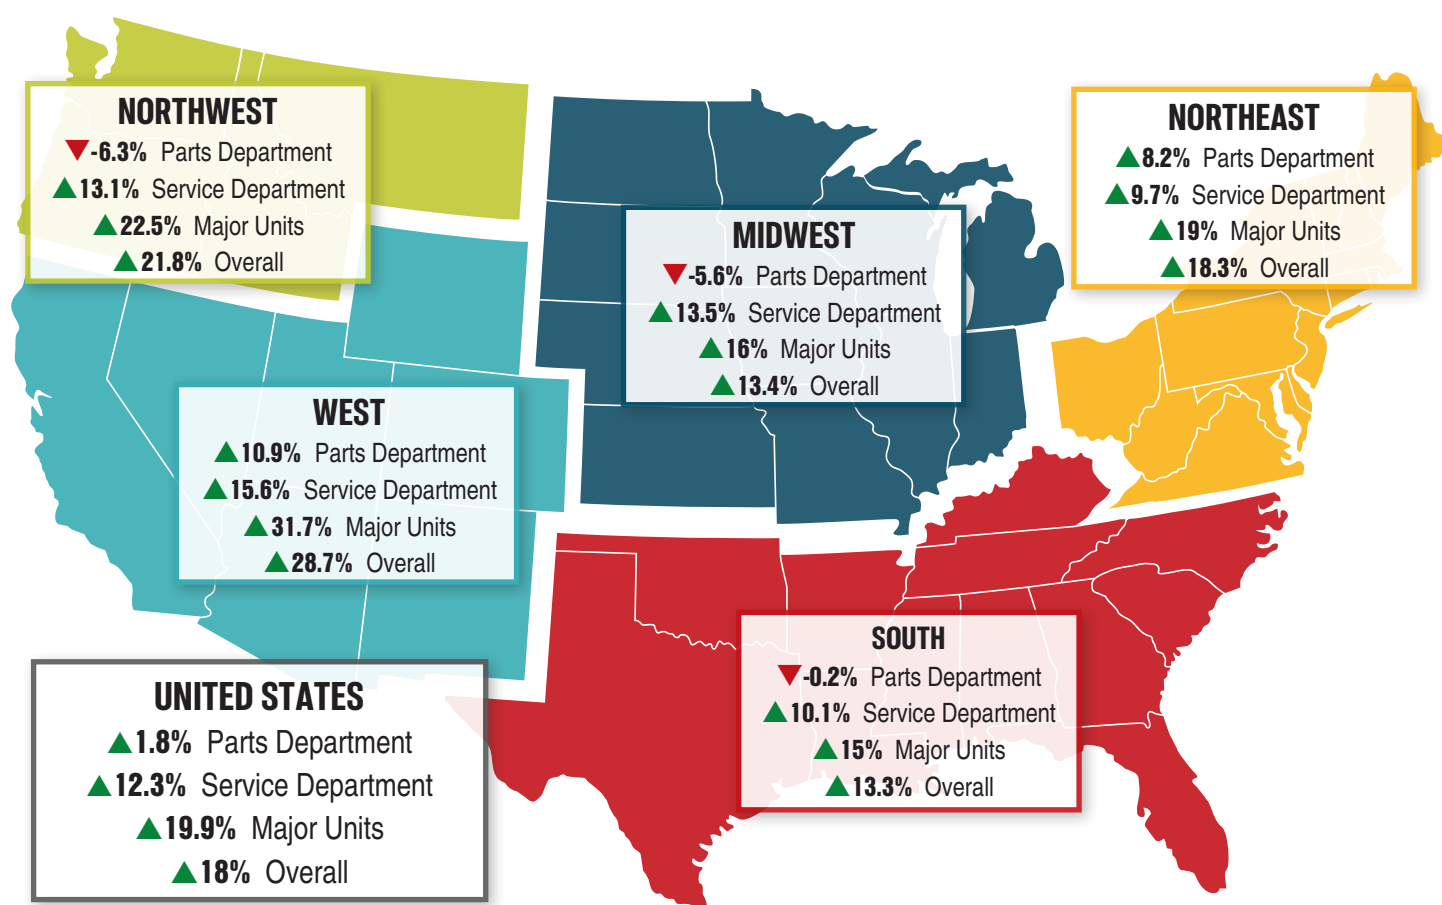 NORTHWEST
-6.3% Parts Department
13.1% Service Department
22.5% Major Units
21.8% Overall
NORTHEAST
8.2% Parts Department
9.7% Service Department
19% Major Units
18.3% Overall
MIDWEST
-5.6% Parts Department
13.5% Service Department
16% Major Units
13.4% Overall
WEST
10.9% Parts Department
15.6% Service Department
31.7% Major Units
28.7% Overall
SOUTH
-0.2% Parts Department
10.1% Service Department
15% Major Units
13.3% Overall
UNITED STATES
1.8% Parts Department
12.3% Service Department
19.9% Major Units
18% Overall